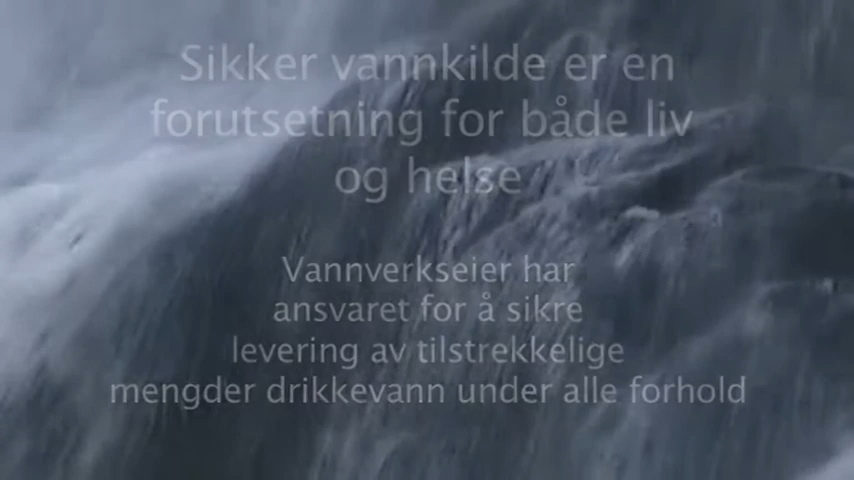 Sikker vannkilde er en
forutsetning for både liv
og helse
Vannverkseier har
ansvaret for å sikre
levering av tilstrekkelige
mengder drikkevann under alle forhold